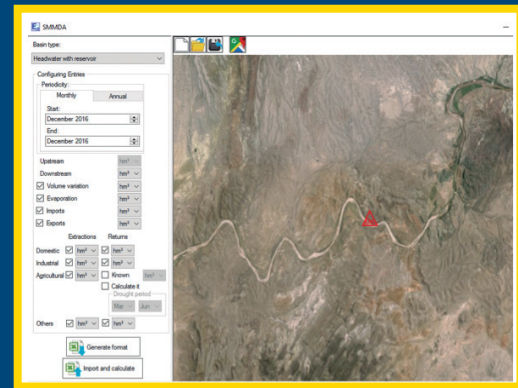 SMMDA
Basin type:
Headwater with reservoir
Configuring Entries
Periodicity:
Monthly Annual
Start:
December 2016
End:
December 2016
Upstream hm³
Downstream hm³
Volume variation hm³
Evaporation hm³
Imports hm³
Exports hm³
Extractions Returns
Domestic hm³ hm³
Industrial hm³ hm³
Agricultural hm³ Known hm³
Calculate it
Drought period
Mar Jun
Others hm³ hm³
Generate format
Import and calculate